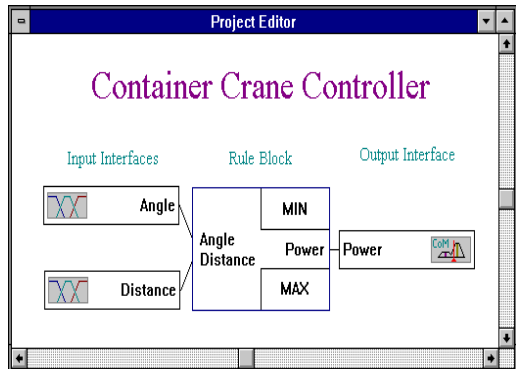 Project Editor
Container Crane Controller
Input Interfaces Rule Block Output Interface
Angle
Distance
Angle
Distance
MIN
Power
MAX
Power
CoM